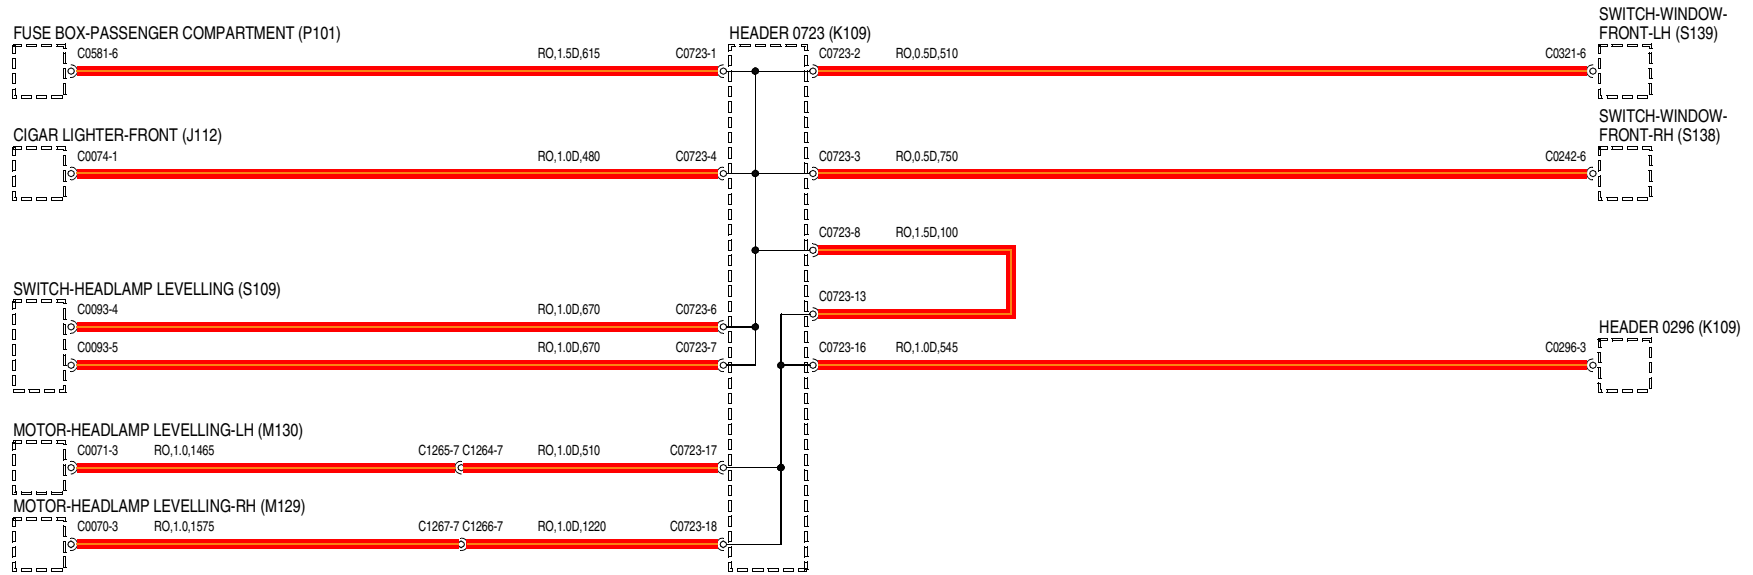 FUSE BOX-PASSENGER COMPARTMENT (P101)
C0581-6 RO,1.5D,615 C0723-1
HEADER 0723 (K109)
C0723-2 RO,0.5D,510 C0321-6
SWITCH-WINDOW-
FRONT-LH (S139)
CIGAR LIGHTER-FRONT (J112)
C0074-1 RO,1.0D,480 C0723-4
C0723-3 RO,0.5D,750 C0242-6
SWITCH-WINDOW-
FRONT-RH (S138)
C0723-8 RO,1.5D,100
C0723-13
SWITCH-HEADLAMP LEVELLING (S109)
C0093-4 RO,1.0D,670 C0723-6
C0093-5 RO,1.0D,670 C0723-7
C0723-16 RO,1.0D,545 C0296-3
HEADER 0296 (K109)
MOTOR-HEADLAMP LEVELLING-LH (M130)
C0071-3 RO,1.0,1465 C1265-7 C1264-7 RO,1.0D,510 C0723-17
MOTOR-HEADLAMP LEVELLING-RH (M129)
C0070-3 RO,1.0,1575 C1267-7 C1266-7 RO,1.0D,1220 C0723-18